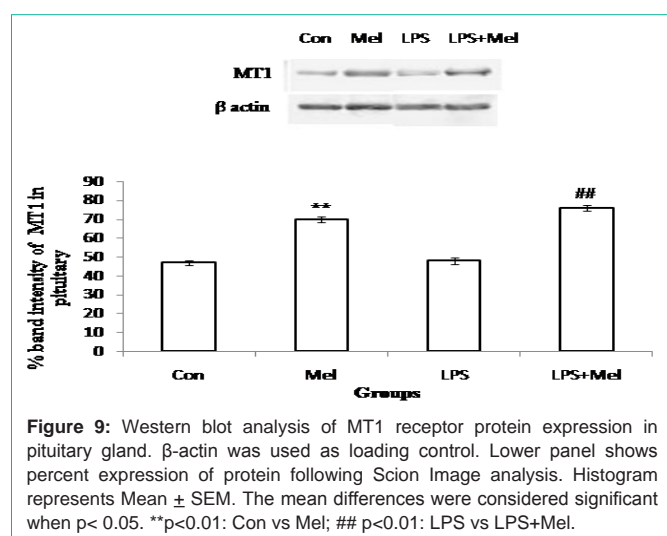 Con Mel LPS LPS+Mel
MT1
β actin
% band intensity of MT1 in
pituitary
90
80
70
60
50
40
30
20
10
0
**
##
Con Mel LPS LPS+Mel
Groups
Figure 9: Western blot analysis of MT1 receptor protein expression in
pituitary gland. β-actin was used as loading control. Lower panel shows
percent expression of protein following Scion Image analysis. Histogram
represents Mean ± SEM. The mean differences were considered significant
when p< 0.05. **p<0.01: Con vs Mel; ## p<0.01: LPS vs LPS+Mel.